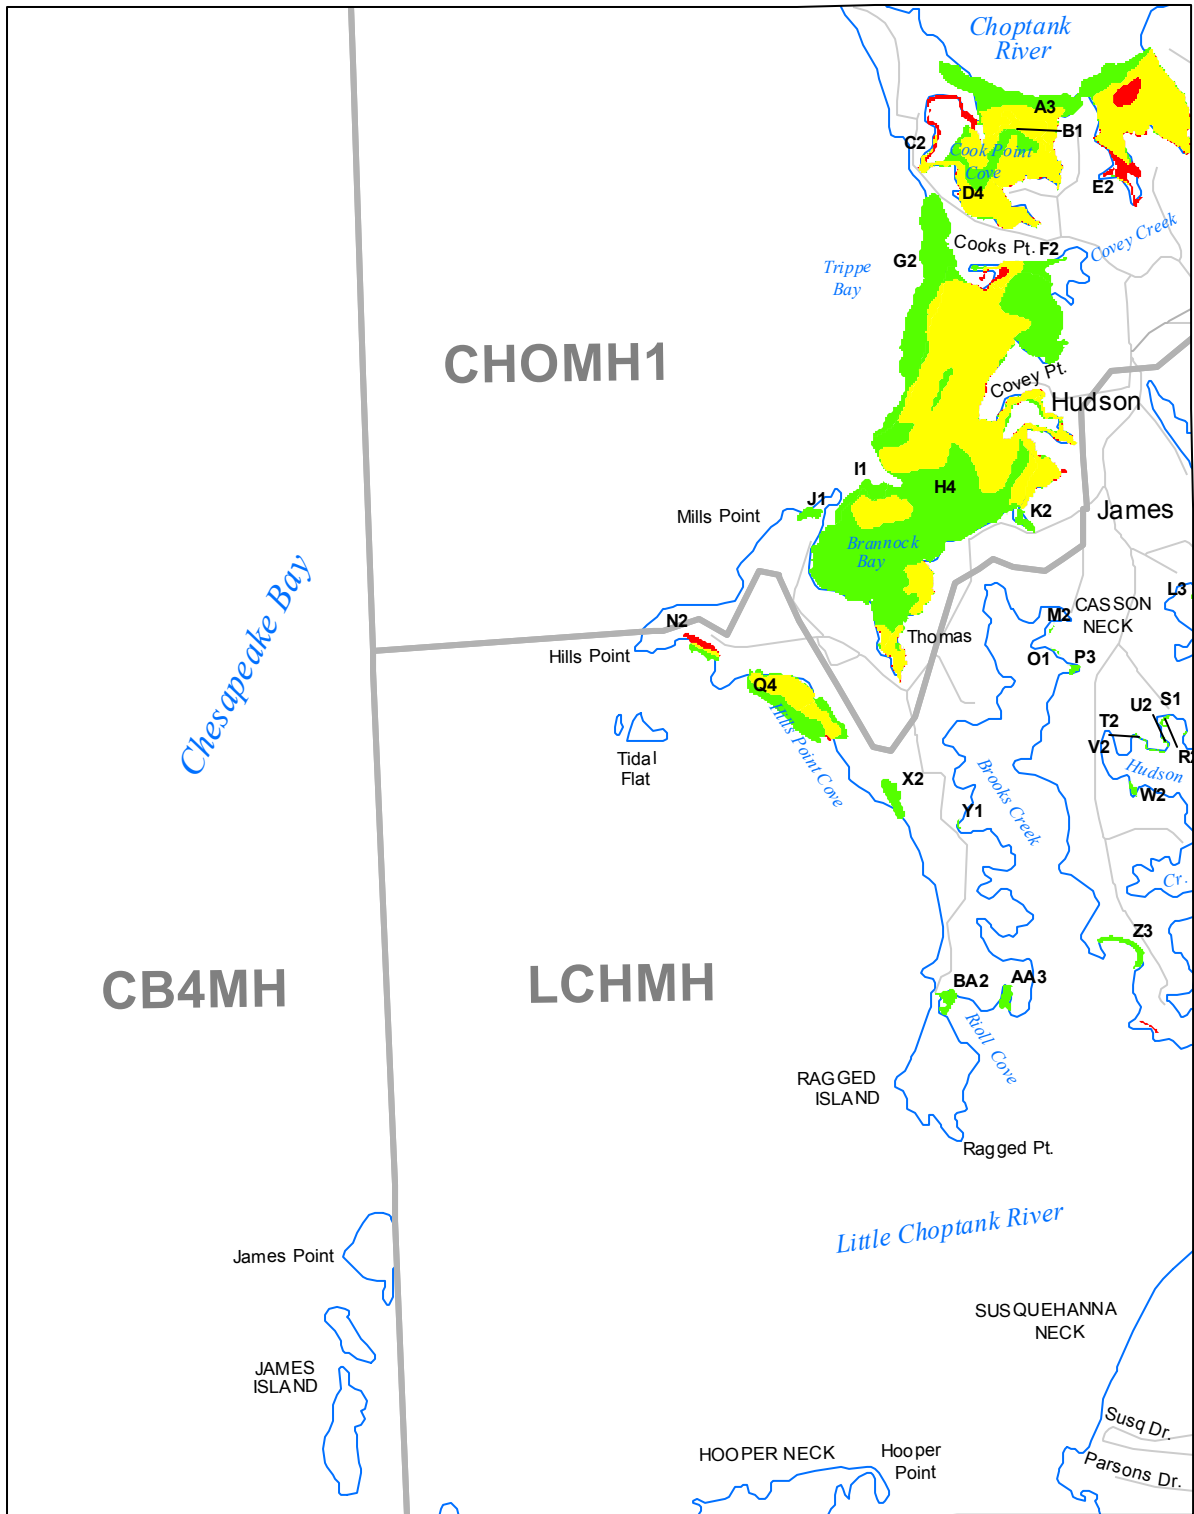 Choptank
River
A3
B1
C2
Cook Point
Cove
D4
E2
Covey Creek
Cooks Pt.
F2
G2
Trippe
Bay
CHOMH1
Covey Pt.
Hudson
I1
H4
J1
K2
James
Mills Point
Brannock
Bay
Chesapeake Bay
L3
CASSON
NECK
M2
N2
Thomas
Hills Point
O1
P3
Q4
S1
U2
T2
V2
R2
Hudson
Hills Point Cove
Tidal
Flat
X2
Brooks Creek
W2
Y1
Cr.
Z3
CB4MH
LCHMH
BA2
AA3
Rioll Cove
RAGGED
ISLAND
Ragged Pt.
Little Choptank River
James Point
SUSQUEHANNA
NECK
JAMES
ISLAND
Susq Dr.
HOOPER NECK
Hooper
Point
Parsons Dr.